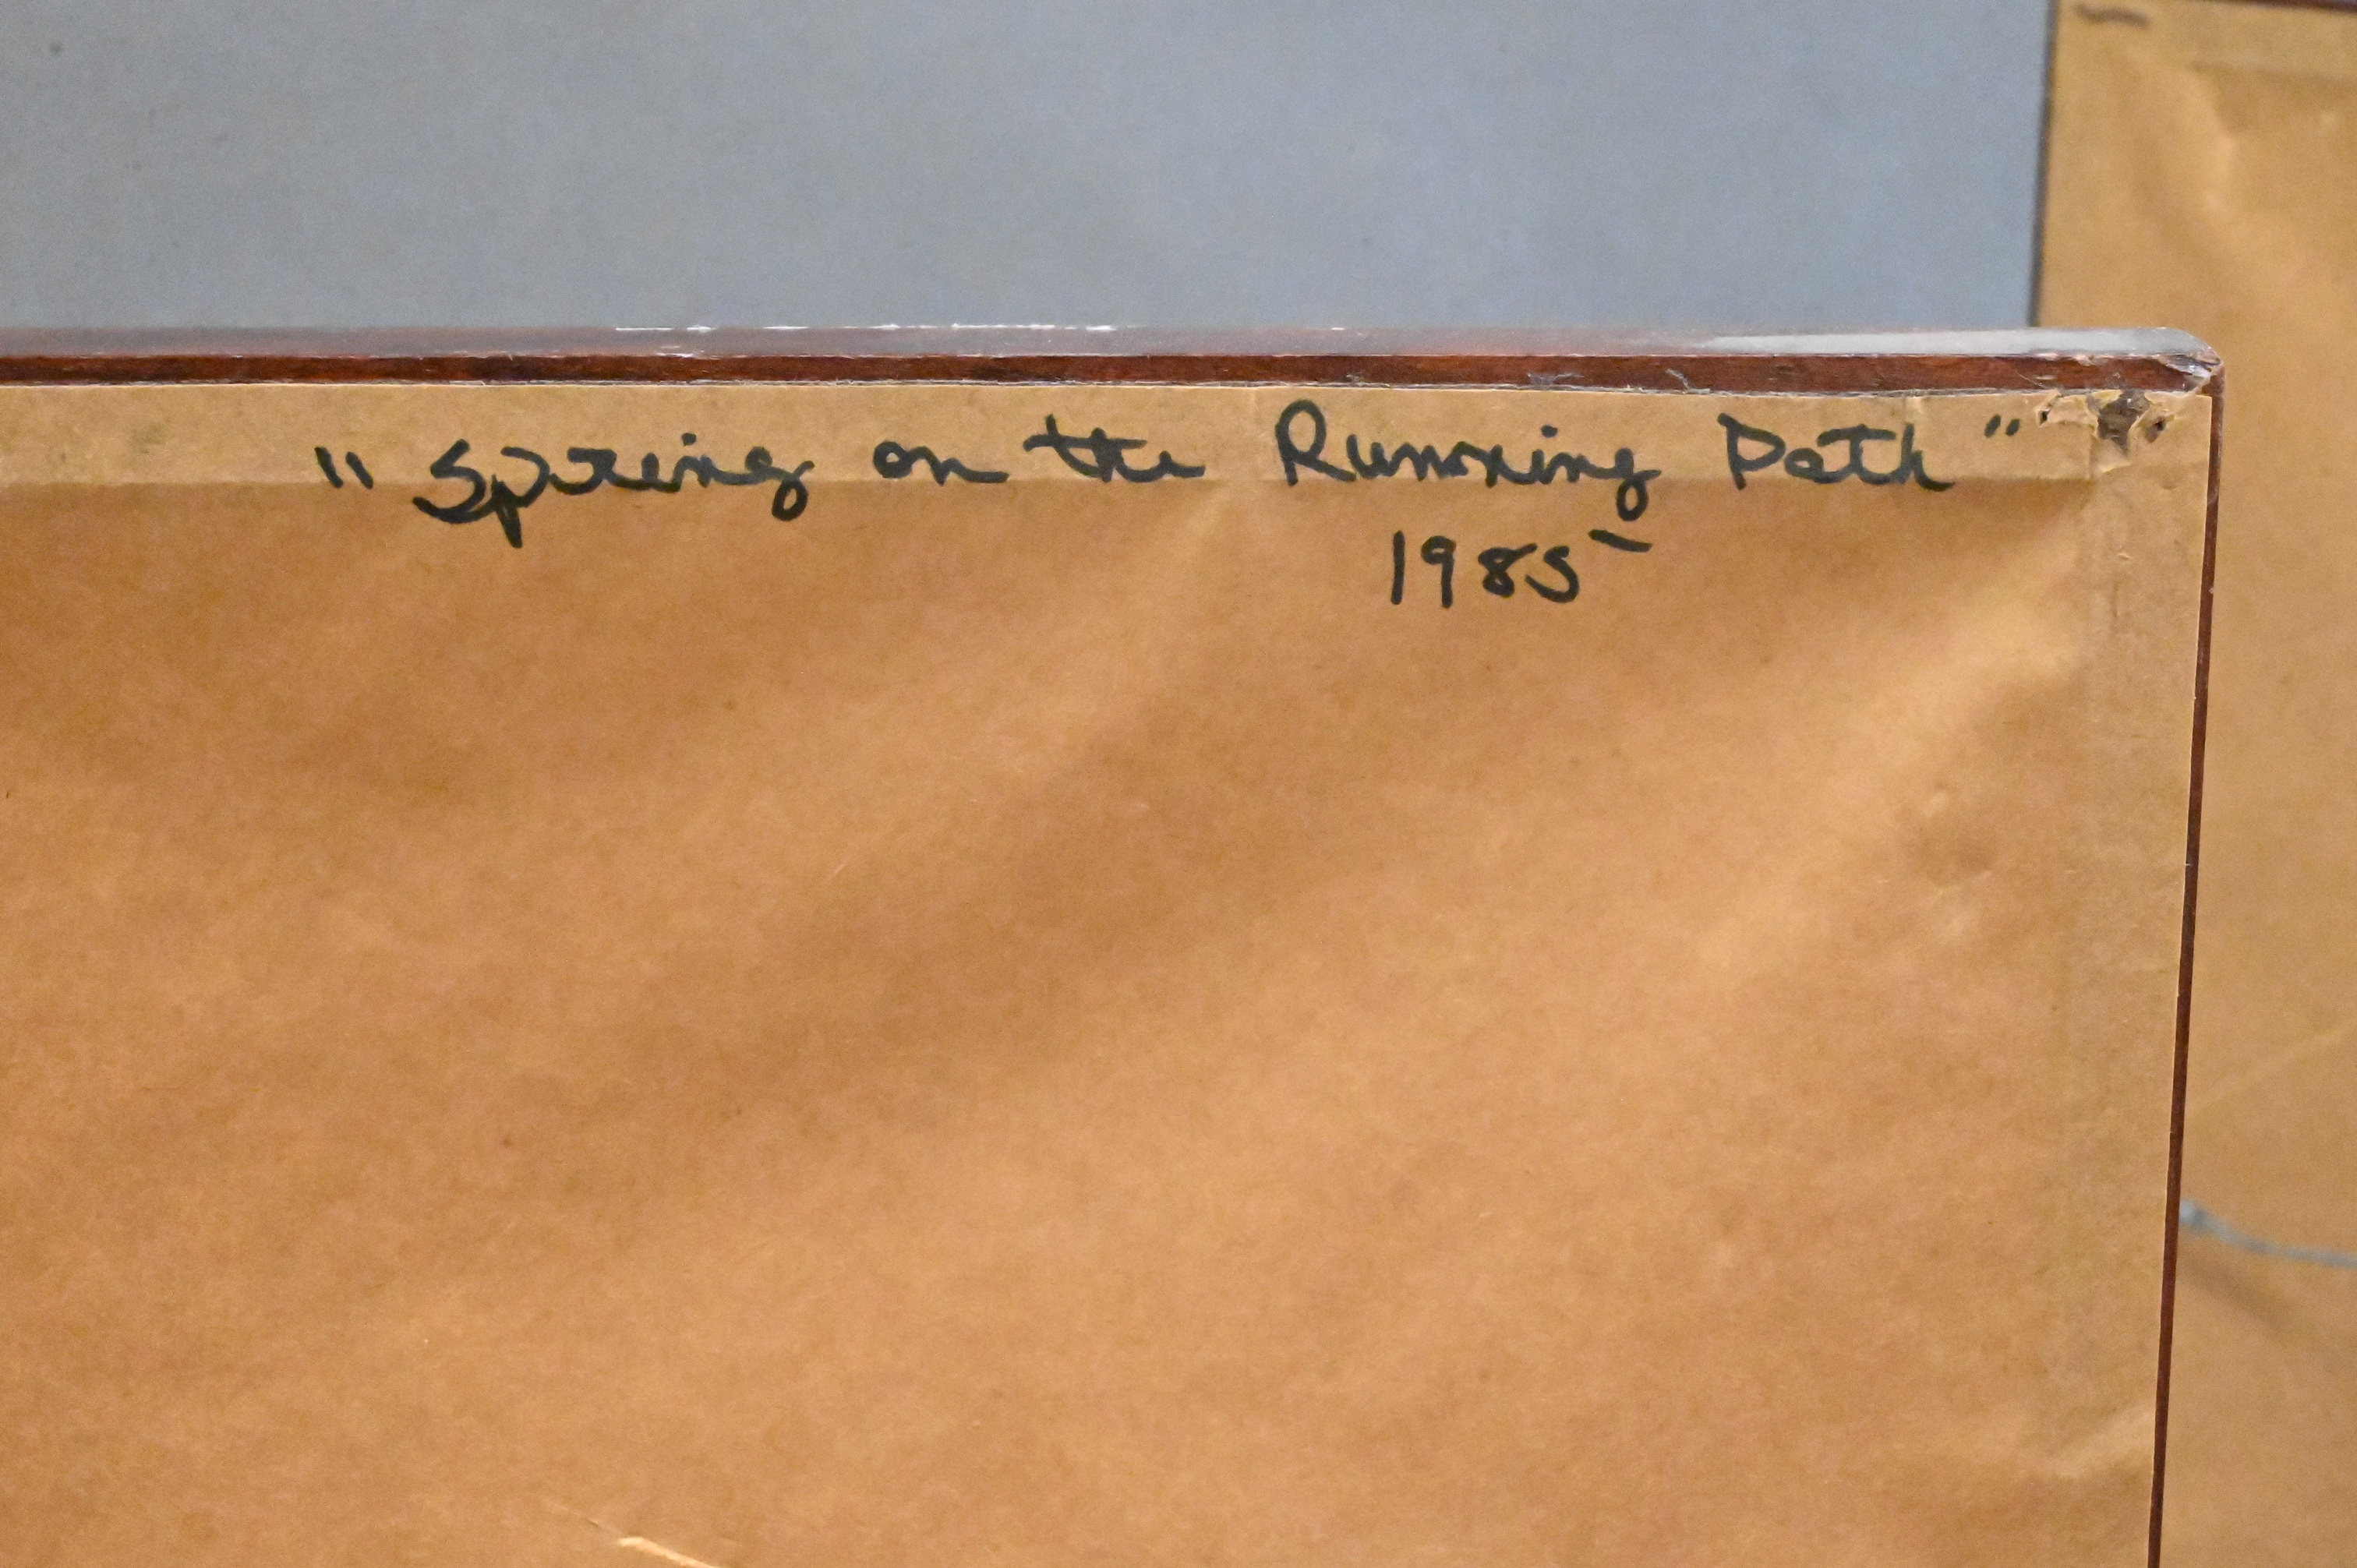 "Spring on the Running Path"
1985